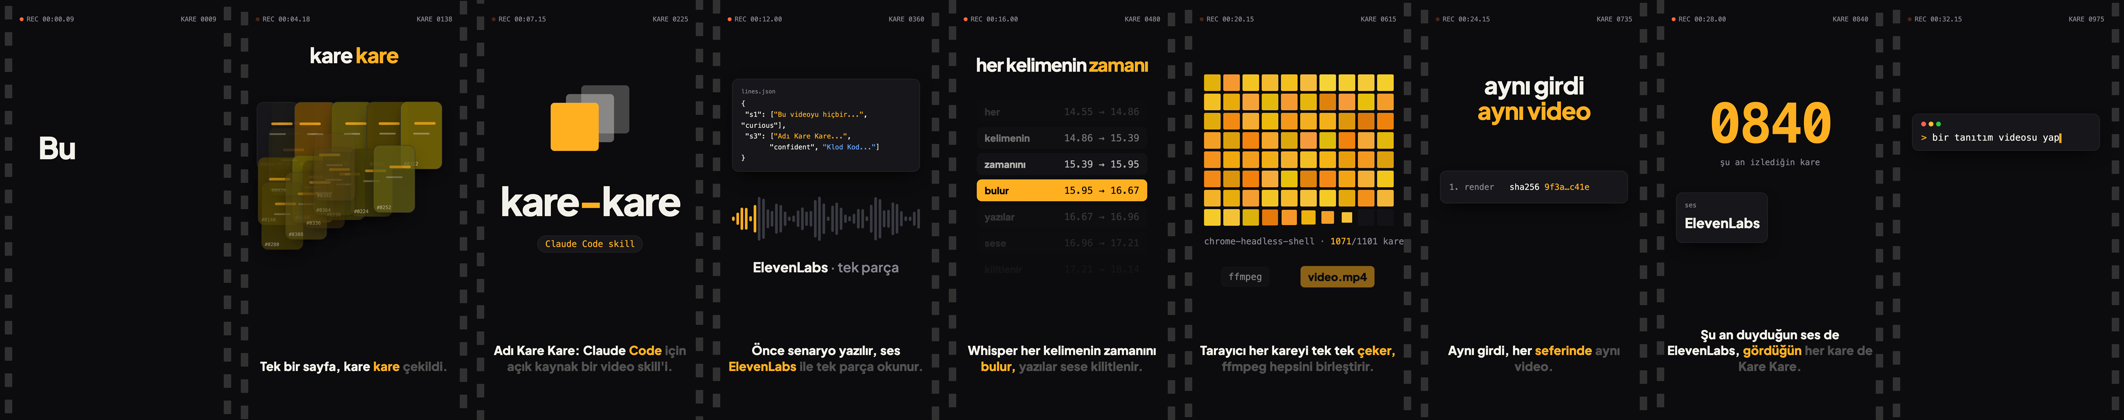 REC 00:00.09
KARE 0009
Bu
REC 00:04.18
KARE 0138
kare kare
#0224
#0252
#0280
#0308
Tek bir sayfa, kare kare çekildi.
REC 00:07.15
KARE 0225
kare–kare
Claude Code skill
Adı Kare Kare: Claude Code için
açık kaynak bir video skill'i.
REC 00:12.00
KARE 0360
lines.json
{
"s1": ["Bu videoyu hiçbir...",
"curious"],
"s3": ["Adı Kare Kare...",
"confident", "Klod Kod..."]
}
ElevenLabs · tek parça
Önce senaryo yazılır, ses
ElevenLabs ile tek parça okunur.
REC 00:16.00
KARE 0480
her kelimenin zamanı
her 14.55 → 14.86
kelimenin 14.86 → 15.39
zamanını 15.39 → 15.95
bulur 15.95 → 16.67
yazılar 16.67 → 16.96
sese 16.96 → 17.21
kilitlenir 17.21 → 18.14
Whisper her kelimenin zamanını
bulur, yazılar sese kilitlenir.
REC 00:20.15
KARE 0615
chrome-headless-shell · 1071/1101 kare
ffmpeg
video.mp4
Tarayıcı her kareyi tek tek çeker,
ffmpeg hepsini birleştirir.
REC 00:24.15
KARE 0735
aynı girdi
aynı video
1. render sha256 9f3a…c41e
Aynı girdi, her seferinde aynı
video.
REC 00:28.00
KARE 0840
0840
şu an izlediğin kare
ses
ElevenLabs
Şu an duyduğun ses de
ElevenLabs, gördüğün her kare de
Kare Kare.
REC 00:32.15
KARE 0975
> bir tanıtım videosu yap